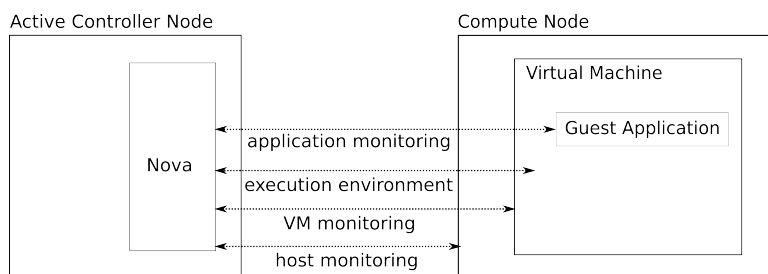 Active Controller Node
Compute Node
Virtual Machine
Guest Application
application monitoring
Nova
execution environment
VM monitoring
host monitoring